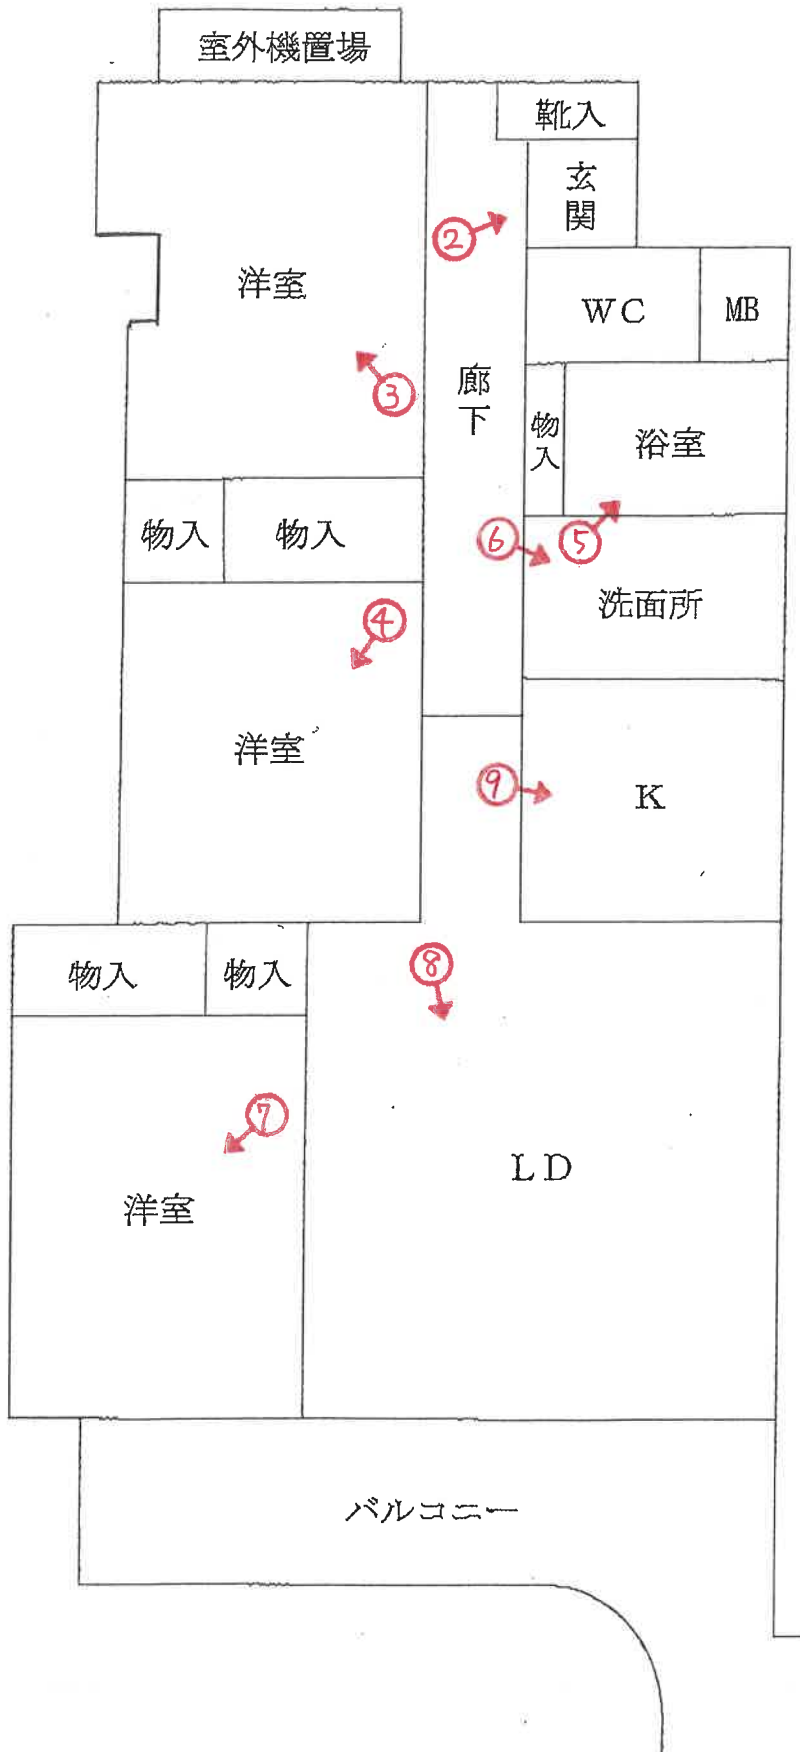 室外機置場
靴入
玄関
②
洋室
WC
MB
③
廊下
物入
浴室
物入
物入
⑥
⑤
洗面所
④
洋室
⑨
K
物入
物入
⑧
⑦
LD
洋室
バルコニー